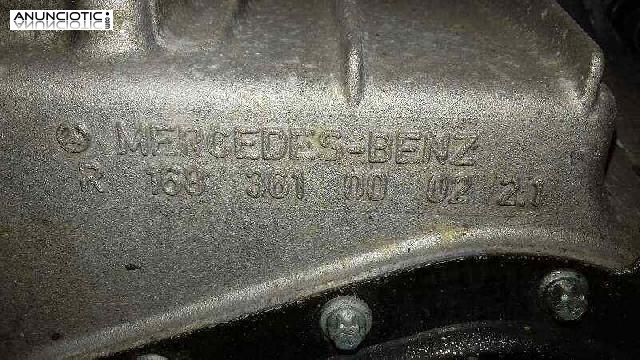 ANUNCIOTIC
MERCEDES-BENZ
R 168 361 00 02 2.1